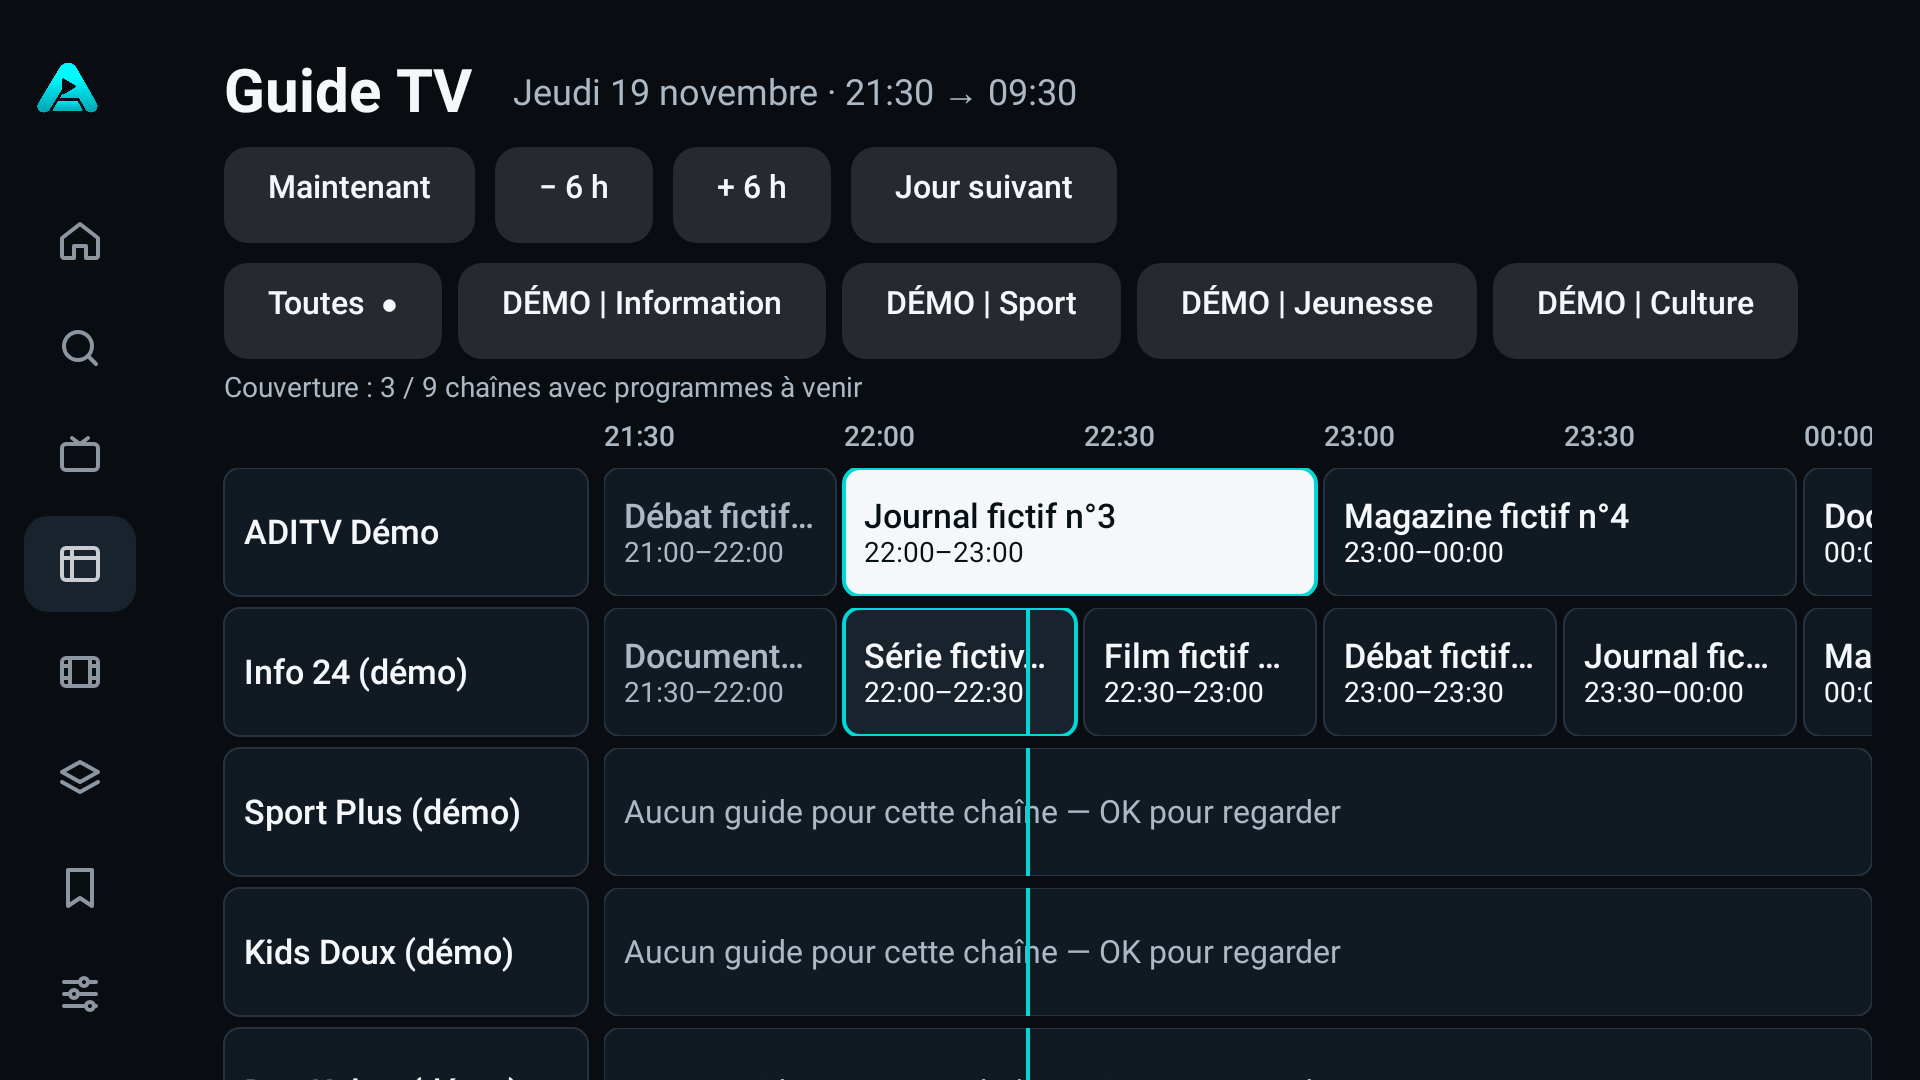 Guide TV
Jeudi 19 novembre · 21:30 → 09:30
Maintenant
− 6 h
+ 6 h
Jour suivant
Toutes •
DÉMO | Information
DÉMO | Sport
DÉMO | Jeunesse
DÉMO | Culture
Couverture : 3 / 9 chaînes avec programmes à venir
21:30 22:00 22:30 23:00 23:30 00:00
ADITV Démo
Débat fictif…
21:00–22:00
Journal fictif n°3
22:00–23:00
Magazine fictif n°4
23:00–00:00
Info 24 (démo)
Document…
21:30–22:00
Série fictiv…
22:00–22:30
Film fictif …
22:30–23:00
Débat fictif…
23:00–23:30
Journal fic…
23:30–00:00
Ma
Sport Plus (démo)
Aucun guide pour cette chaîne — OK pour regarder
Kids Doux (démo)
Aucun guide pour cette chaîne — OK pour regarder